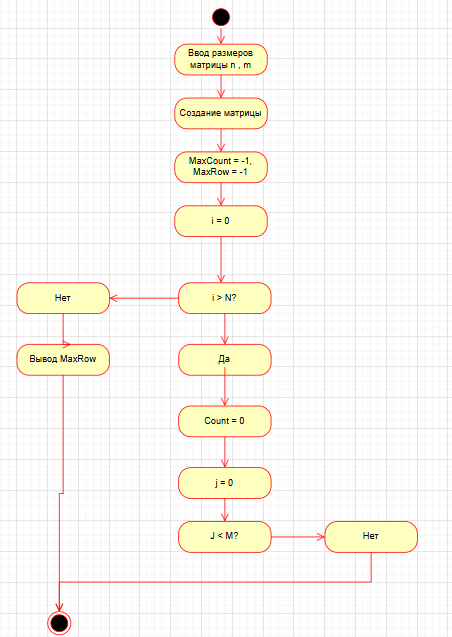 Ввод размеров
матрицы n , m
Создание матрицы
MaxCount = -1,
MaxRow = -1
i = 0
Нет
i > N?
Вывод MaxRow
Да
Count = 0
j = 0
J < M?
Нет